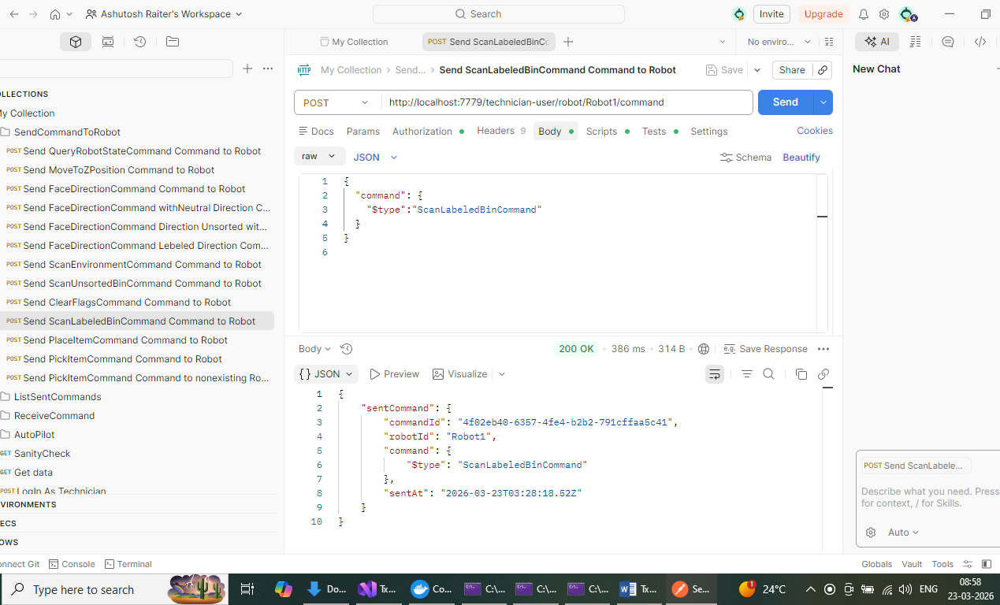 Ashutosh Raiter's Workspace
Search
Invite
Upgrade
My Collection
POST Send ScanLabeledBinCc
No enviro...
AI
HTTP My Collection > Send... > Send ScanLabeledBinCommand Command to Robot
Save
Share
New Chat
OLLECTIONS
My Collection
SendCommandToRobot
POST Send QueryRobotStateCommand Command to Robot
POST Send MoveToZPosition Command to Robot
POST Send FaceDirectionCommand Command to Robot
POST Send FaceDirectionCommand withNeutral Direction C...
POST Send FaceDirectionCommand Direction Unsorted wit...
POST Send FaceDirectionCommand Lebeled Direction Com...
POST Send ScanEnvironmentCommand Command to Robot
POST Send ScanUnsortedBinCommand Command to Robot
POST Send ClearFlagsCommand Command to Robot
POST Send ScanLabeledBinCommand Command to Robot
POST Send PlaceItemCommand Command to Robot
POST Send PickItemCommand Command to Robot
POST Send PickItemCommand Command to nonexisting Ro...
ListSentCommands
ReceiveCommand
AutoPilot
GET SanityCheck
GET Get data
POST LogIn As Technician
VIRONMENTS
ECS
OWS
POST
http://localhost:7779/technician-user/robot/Robot1/command
Send
Docs Params Authorization Headers 9 Body Scripts Tests Settings
Cookies
raw JSON
Schema Beautify
1 {
2 "command": {
3 "$type":"ScanLabeledBinCommand"
4 }
5 }
6
Body
200 OK • 386 ms • 314 B •
e.g. Save Response
{} JSON Preview Visualize
1 {
2 "sentCommand": {
3 "commandId": "4f02eb40-6357-4fe4-b2b2-791cffaa5c41",
4 "robotId": "Robot1",
5 "command": {
6 "$type": "ScanLabeledBinCommand"
7 },
8 "sentAt": "2026-03-23T03:28:18.52Z"
9 }
10 }
POST Send ScanLabele...
Describe what you need. Press
for context, / for Skills.
Auto
onnect Git Console Terminal
Globals Vault Tools
Type here to search
Do...
Tx...
Co...
C:\...
C:\...
C:\...
Tx...
Se...
1
24°C
ENG
08:58
23-03-2026